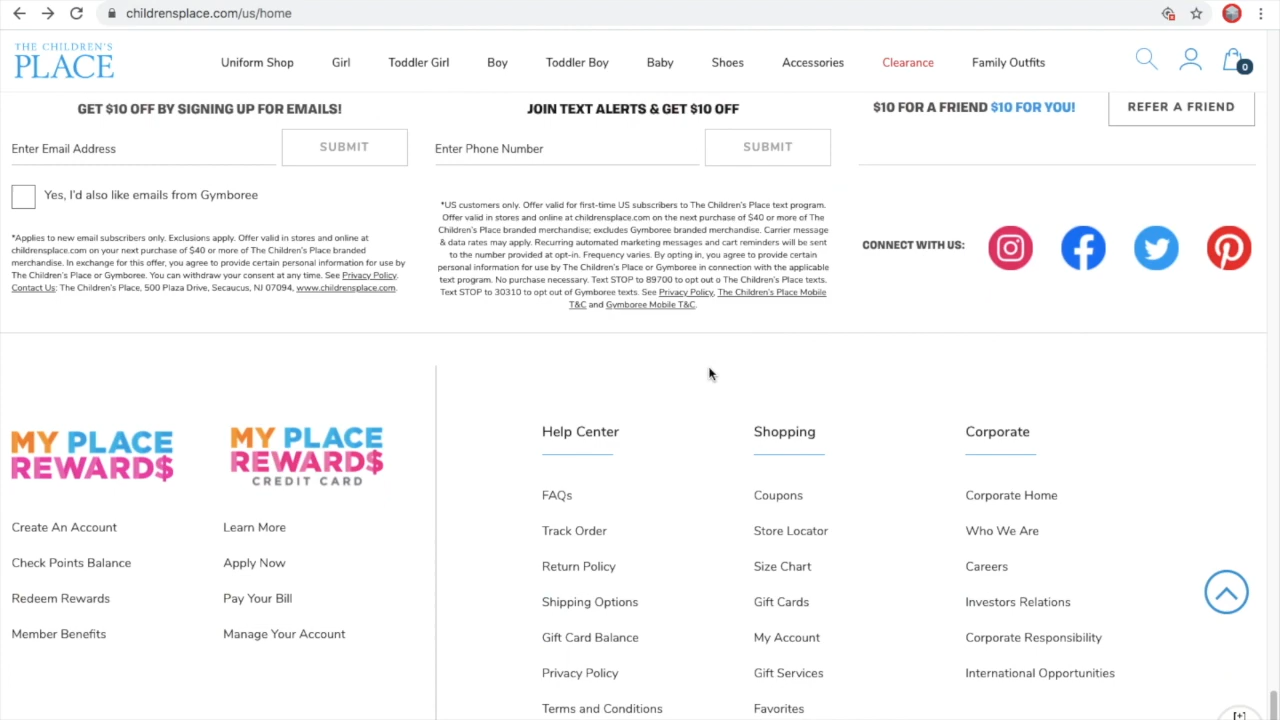 childrensplace.com/us/home
THE CHILDREN'S
PLACE
Uniform Shop Girl Toddler Girl Boy Toddler Boy Baby Shoes Accessories Clearance Family Outfits
0
GET $10 OFF BY SIGNING UP FOR EMAILS!
Enter Email Address
SUBMIT
Yes, I'd also like emails from Gymboree
*Applies to new email subscribers only. Exclusions apply. Offer valid in stores and online at
childrensplace.com on your next purchase of $40 or more of The Children's Place branded
merchandise. In exchange for this offer, you agree to provide certain personal information for use by
The Children's Place or Gymboree. You can withdraw your consent at any time. See Privacy Policy.
Contact Us: The Children's Place, 500 Plaza Drive, Secaucus, NJ 07094, www.childrensplace.com.
JOIN TEXT ALERTS & GET $10 OFF
Enter Phone Number
SUBMIT
*US customers only. Offer valid for first-time US subscribers to The Children's Place text program.
Offer valid in stores and online at childrensplace.com on the next purchase of $40 or more of The
Children's Place branded merchandise; excludes Gymboree branded merchandise. Carrier message
& data rates may apply. Recurring automated marketing messages and cart reminders will be sent
to the number provided at opt-in. Frequency varies. By opting in, you agree to provide certain
personal information for use by The Children's Place or Gymboree in connection with the applicable
text program. No purchase necessary. Text STOP to 89700 to opt out o The Children's Place texts.
Text STOP to 30310 to opt out of Gymboree texts. See Privacy Policy, The Children's Place Mobile
T&C and Gymboree Mobile T&C.
$10 FOR A FRIEND $10 FOR YOU!
REFER A FRIEND
CONNECT WITH US:
MY PLACE
REWARD$
Create An Account
Check Points Balance
Redeem Rewards
Member Benefits
MY PLACE
REWARD$
CREDIT CARD
Learn More
Apply Now
Pay Your Bill
Manage Your Account
Help Center
FAQs
Track Order
Return Policy
Shipping Options
Gift Card Balance
Privacy Policy
Terms and Conditions
Shopping
Coupons
Store Locator
Size Chart
Gift Cards
My Account
Gift Services
Favorites
Corporate
Corporate Home
Who We Are
Careers
Investors Relations
Corporate Responsibility
International Opportunities
[+]